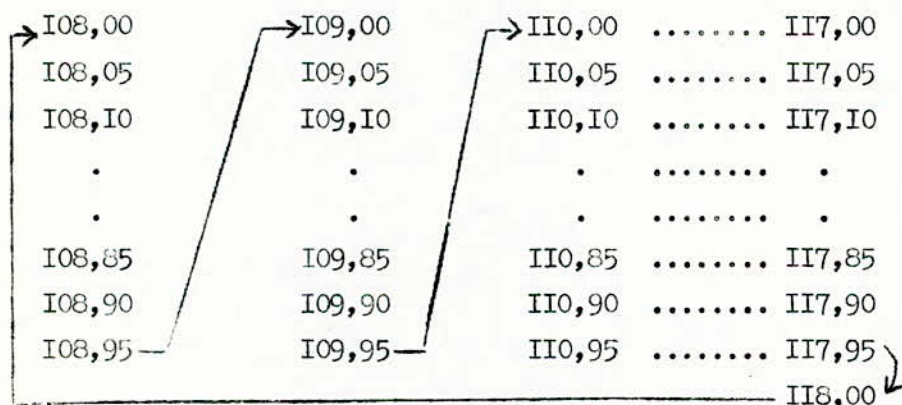 I08,00 I09,00 II0,00 ........ II7,00
I08,05 I09,05 II0,05 ........ II7,05
I08,I0 I09,I0 II0,I0 ........ II7,I0
. . . ........ .
. . . ........ .
I08,85 I09,85 II0,85 ........ II7,85
I08,90 I09,90 II0,90 ........ II7,90
I08,95 I09,95 II0,95 ........ II7,95
II8,00